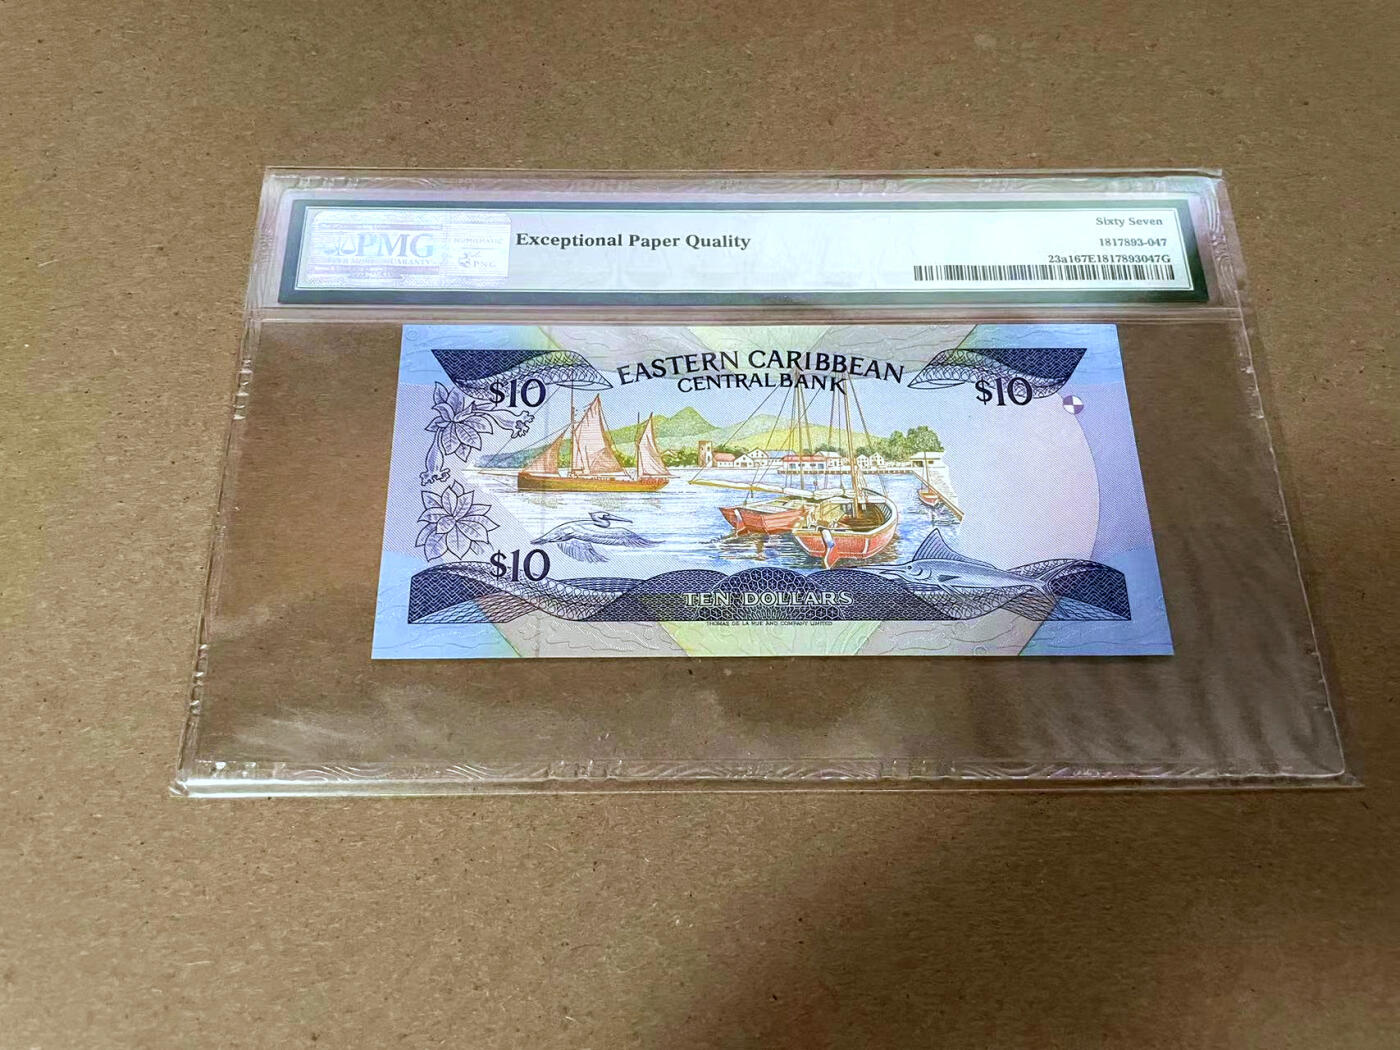 PMG
PNG
Exceptional Paper Quality
Sixty Seven
1817893-047
23a167E1817893047G
EASTERN CARIBBEAN
CENTRAL BANK
$10
$10
$10
TEN DOLLARS
THOMAS DE LA RUE AND COMPANY LIMITED